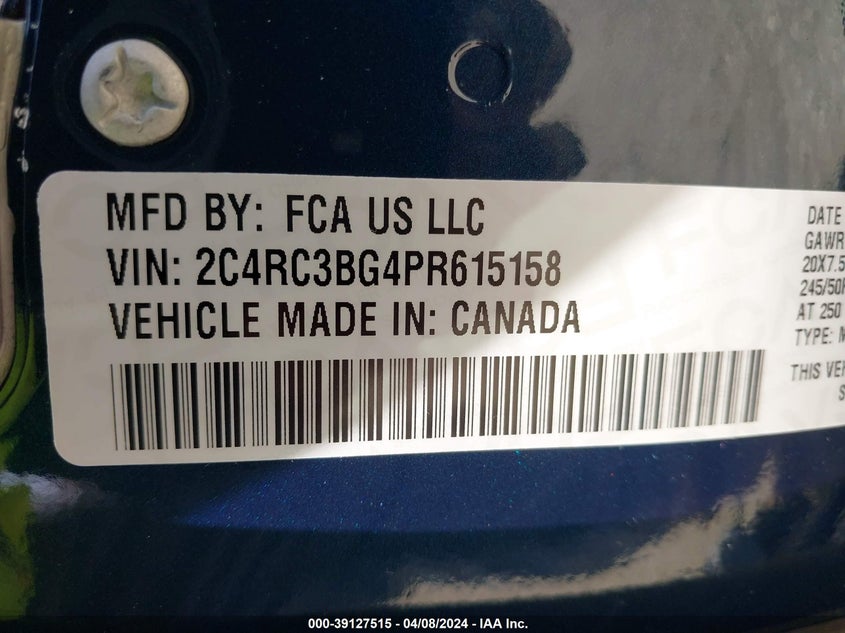 MFD BY: FCA US LLC
VIN: 2C4RC3BG4PR615158
VEHICLE MADE IN: CANADA
DATE
GAWR
20X7.5
245/50
AT 250
TYPE:
THIS
000-39127515 - 04/08/2024 - IAA Inc.